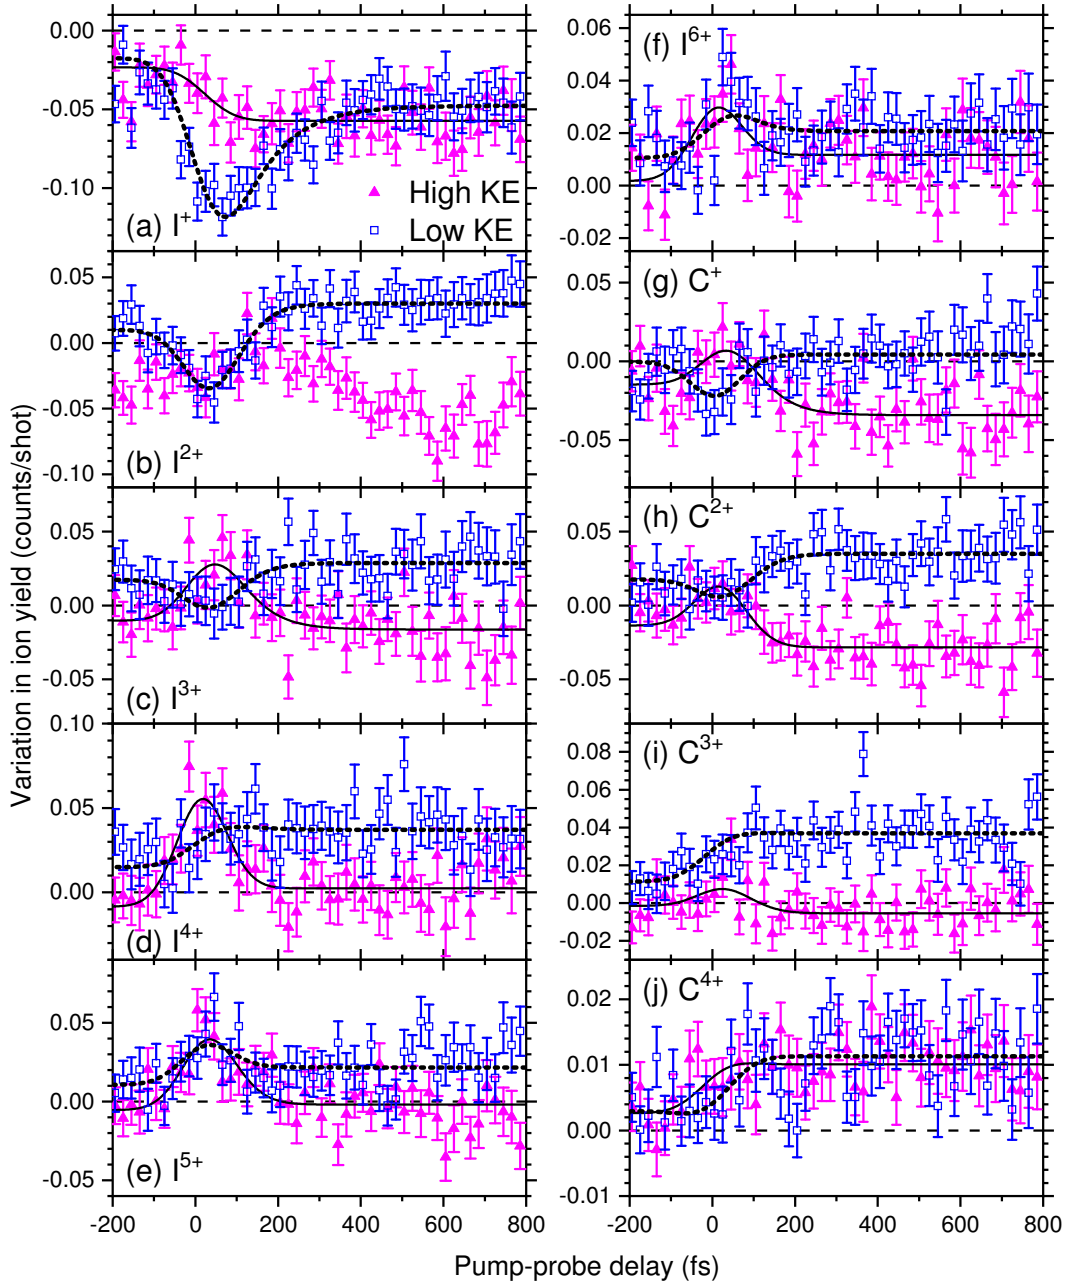 Variation in ion yield (counts/shot)
0.00
-0.05
-0.10
(a) I⁺
High KE
Low KE
0.05
0.00
-0.05
-0.10
(b) I²⁺
0.05
0.00
-0.05
(c) I³⁺
0.10
0.05
0.00
(d) I⁴⁺
0.05
0.00
-0.05
(e) I⁵⁺
-200 0 200 400 600 800
0.06
0.04
0.02
0.00
-0.02
(f) I⁶⁺
0.05
0.00
-0.05
(g) C⁺
0.05
0.00
-0.05
(h) C²⁺
0.08
0.06
0.04
0.02
0.00
-0.02
(i) C³⁺
0.02
0.01
0.00
-0.01
(j) C⁴⁺
-200 0 200 400 600 800
Pump-probe delay (fs)